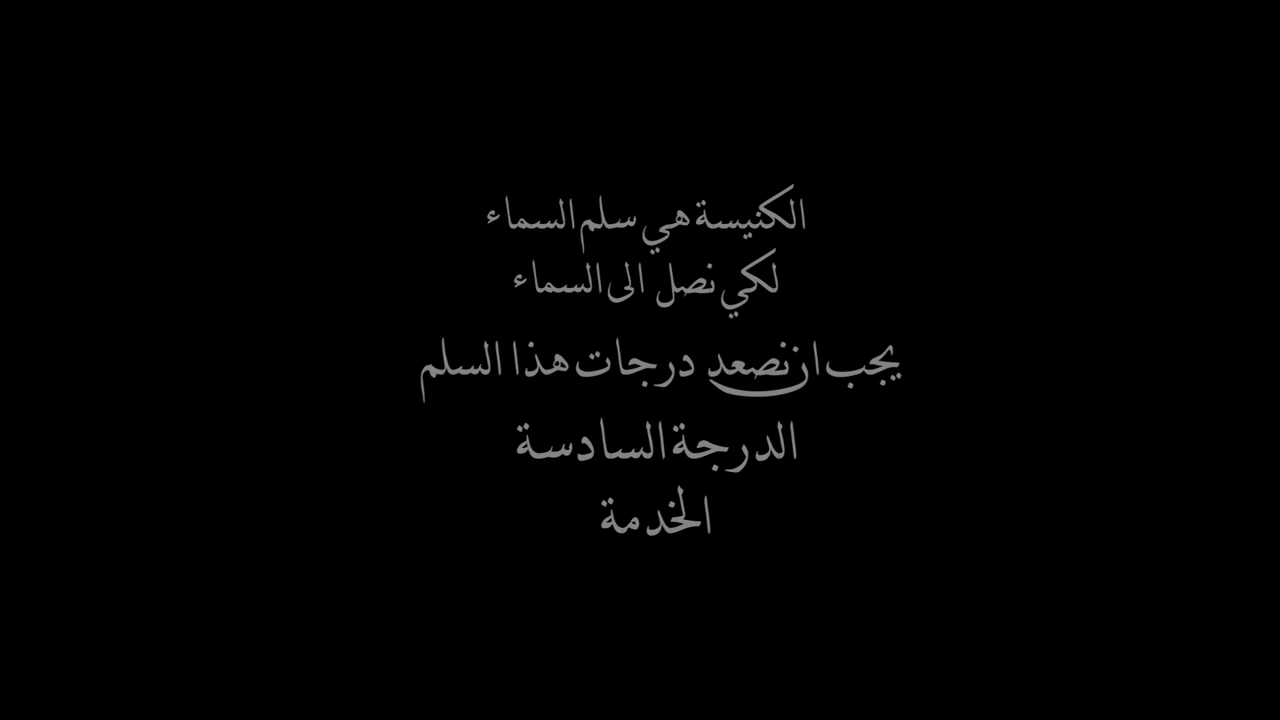 الكنيسة هي سلم السماء
لكي نصل الى السماء
يجب ان نصعد درجات هذا السلم
الدرجة السادسة
الخدمة